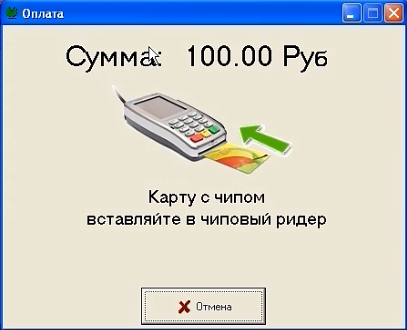 Оплата
Сумма: 100.00 Руб
Карту с чипом
вставляйте в чиповый ридер
Отмена